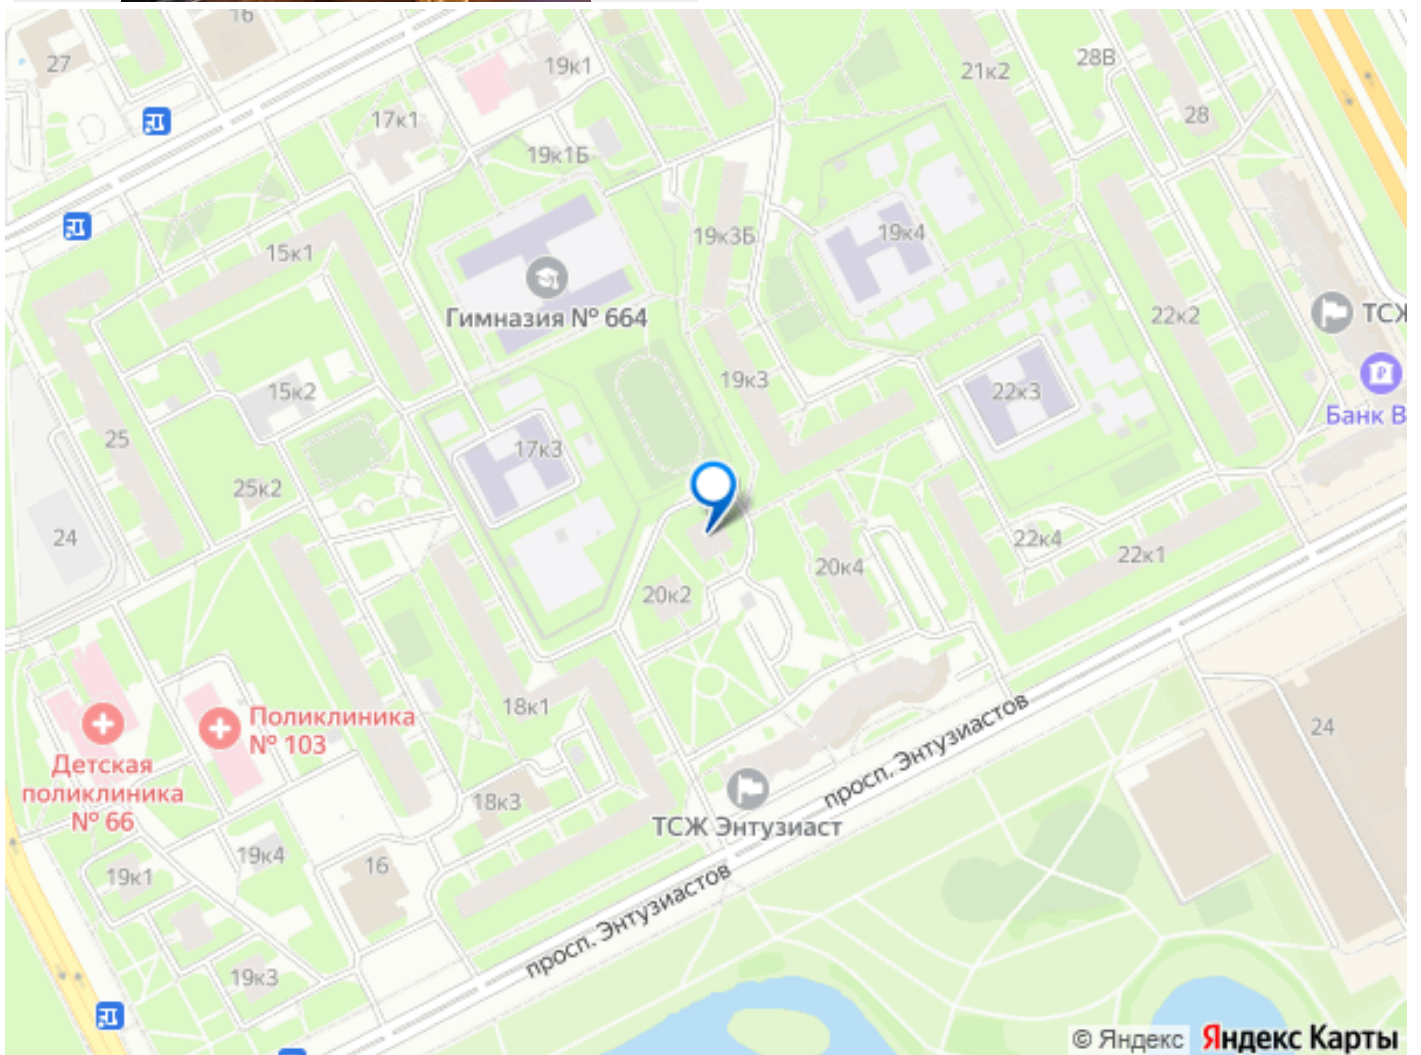 16
27
19к1
21к2
28В
17к1
28
19к1Б
15к1
19к3Б
19к4
Гимназия № 664
22к2
ТСЖ
15к2
19к3
22к3
Банк В
25
17к3
25к2
24
20к4
22к4
22к1
20к2
18к1
Поликлиника
№ 103
просп. Энтузиастов
24
Детская
поликлиника
№ 66
18к3
ТСЖ Энтузиаст
19к4
16
19к1
просп. Энтузиастов
19к3
© Яндекс Яндекс Карты